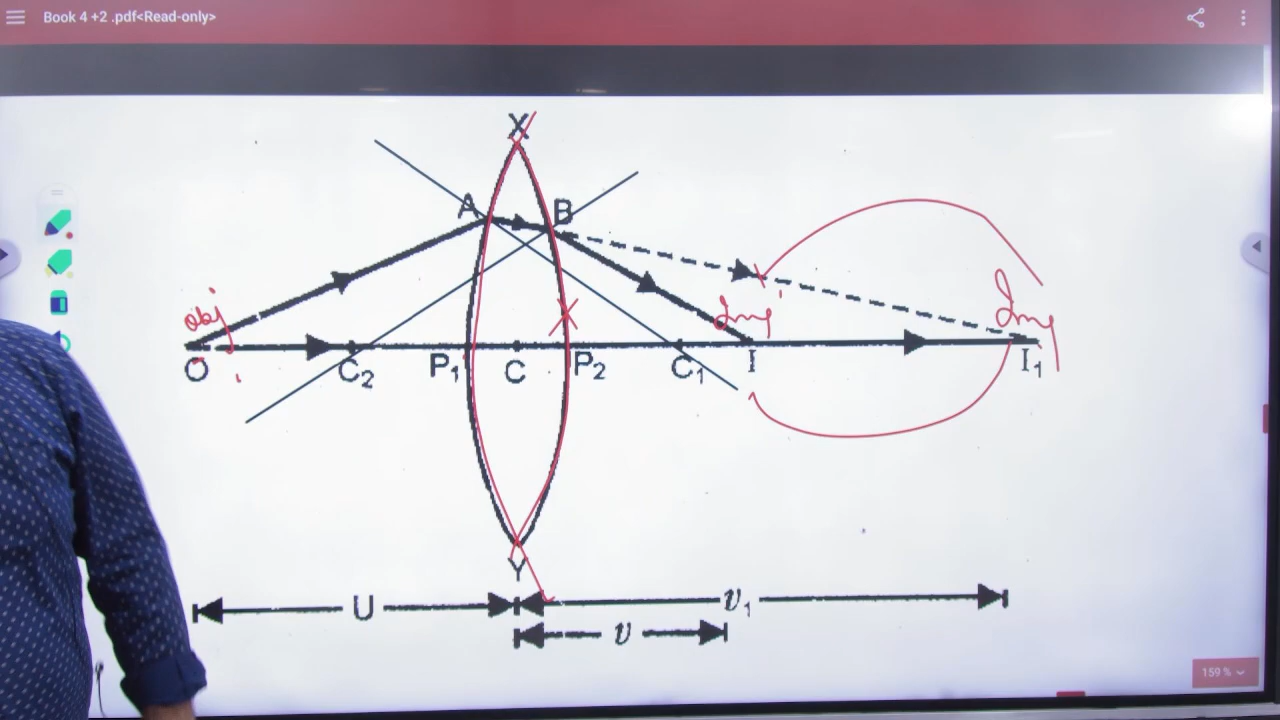 Book 4 +2 .pdf<Read-only>
X
A
B
obj
Img
Img
O
C2
P1
C
P2
C1
I
I1
Y
U
v1
v
159 %